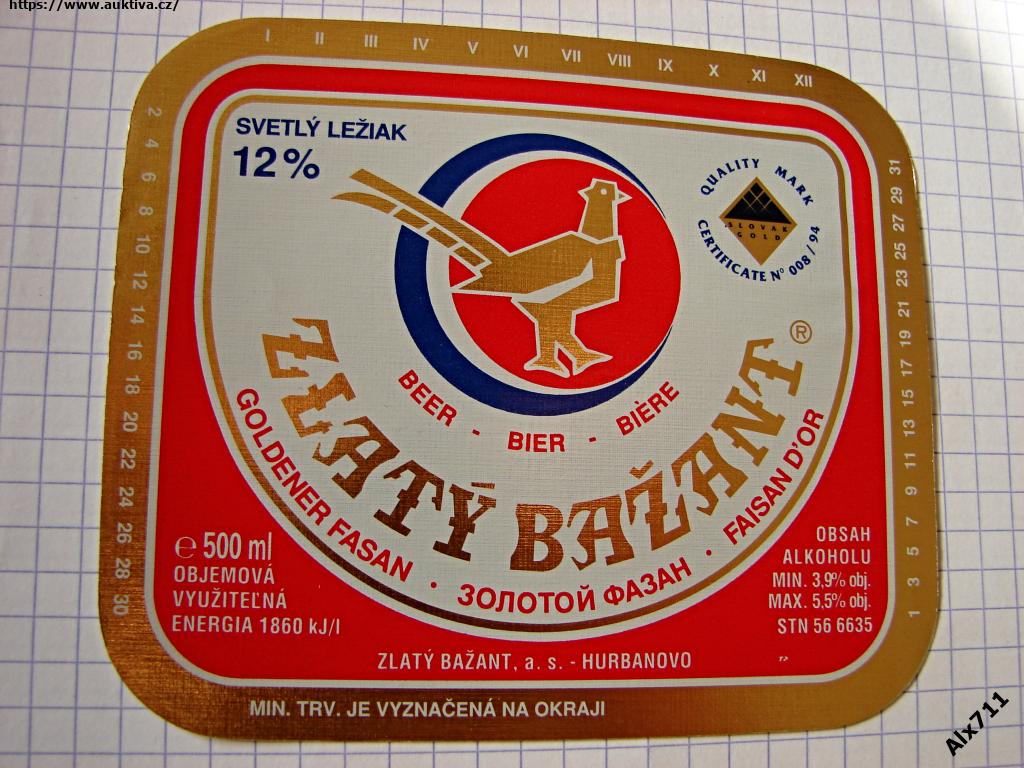 https://www.auktiva.cz/
I II III IV V VI VII VIII IX X XI XII
2 4 6 8 10 12 14 16 18 20 22 24 26 28 30
SVETLÝ LEŽIAK
12%
QUALITY MARK
SLOVAK
GOLD
CERTIFICATE N° 008 / 94
31 29 27 25 23 21 19 17 15 13 11 9 7 5 3 1
BEER - BIER - BIÈRE
ZLATÝ BAŽANT ®
GOLDENER FASAN · ЗОЛОТОЙ ФАЗАН · FAISAN D'OR
℮ 500 ml
OBJEMOVÁ
VYUŽITEĽNÁ
ENERGIA 1860 kJ/l
OBSAH
ALKOHOLU
MIN. 3,9% obj.
MAX. 5,5% obj.
STN 56 6635
ZLATÝ BAŽANT, a. s. - HURBANOVO
MIN. TRV. JE VYZNAČENÁ NA OKRAJI
Alx711